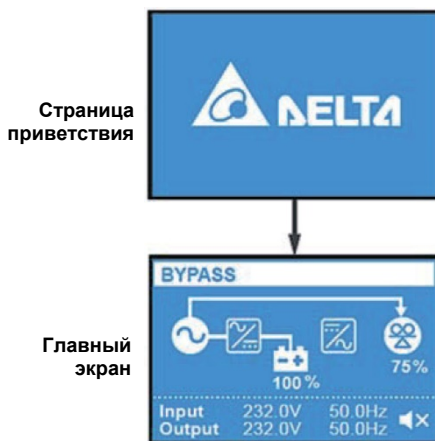 Страница
приветствия
DELTA
BYPASS
Главный
экран
100%
75%
Input 232.0V 50.0Hz
Output 232.0V 50.0Hz